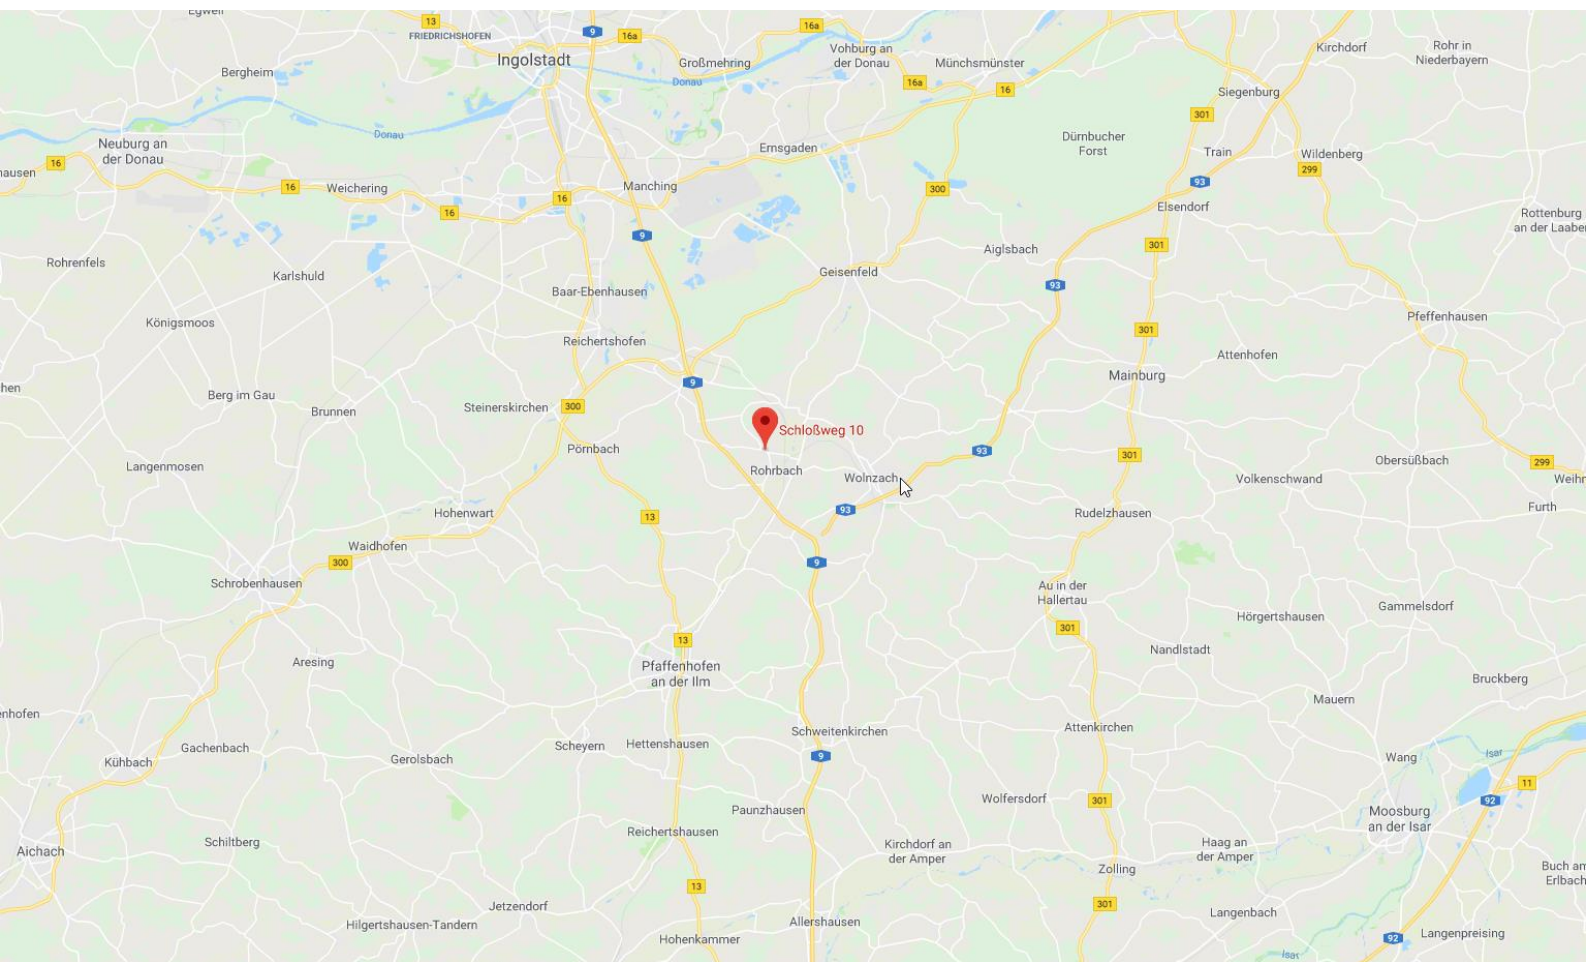 Egweil
13
FRIEDRICHSHOFEN
9
16a
16a
Ingolstadt
Großmehring
Vohburg an
der Donau
Münchsmünster
Kirchdorf
Rohr in
Niederbayern
Bergheim
Donau
16a
16
Siegenburg
301
Donau
Neuburg an
der Donau
16
Ernsgaden
Dürnbucher
Forst
Train
Wildenberg
299
16
Weichering
16
16
Manching
300
93
Elsendorf
Rottenburg
an der Laaber
9
Aiglsbach
301
Rohrenfels
Karlshuld
Geisenfeld
93
Baar-Ebenhausen
Königsmoos
Pfeffenhausen
301
Reichertshofen
Attenhofen
9
Mainburg
Berg im Gau
Brunnen
Steinerskirchen
300
Schloßweg 10
Pörnbach
93
301
Langenmosen
Rohrbach
Wolnzach
Volkenschwand
Obersüßbach
299
Furth
Hohenwart
13
93
Rudelzhausen
Waidhofen
300
9
Schrobenhausen
Au in der
Hallertau
301
Hörgertshausen
Gammelsdorf
13
Nandlstadt
Aresing
Pfaffenhofen
an der Ilm
Bruckberg
Mauern
Schweitenkirchen
Attenkirchen
Gachenbach
Kühbach
Gerolsbach
Scheyern
Hettenshausen
9
Wang
Isar
11
92
Wolfersdorf
301
Paunzhausen
Moosburg
an der Isar
Reichertshausen
Schiltberg
Aichach
Kirchdorf an
der Amper
Haag an
der Amper
Zolling
Buch am
Erlbach
13
301
Jetzendorf
Hilgertshausen-Tandern
Allershausen
Langenbach
Hohenkammer
92
Langenpreising
Isar